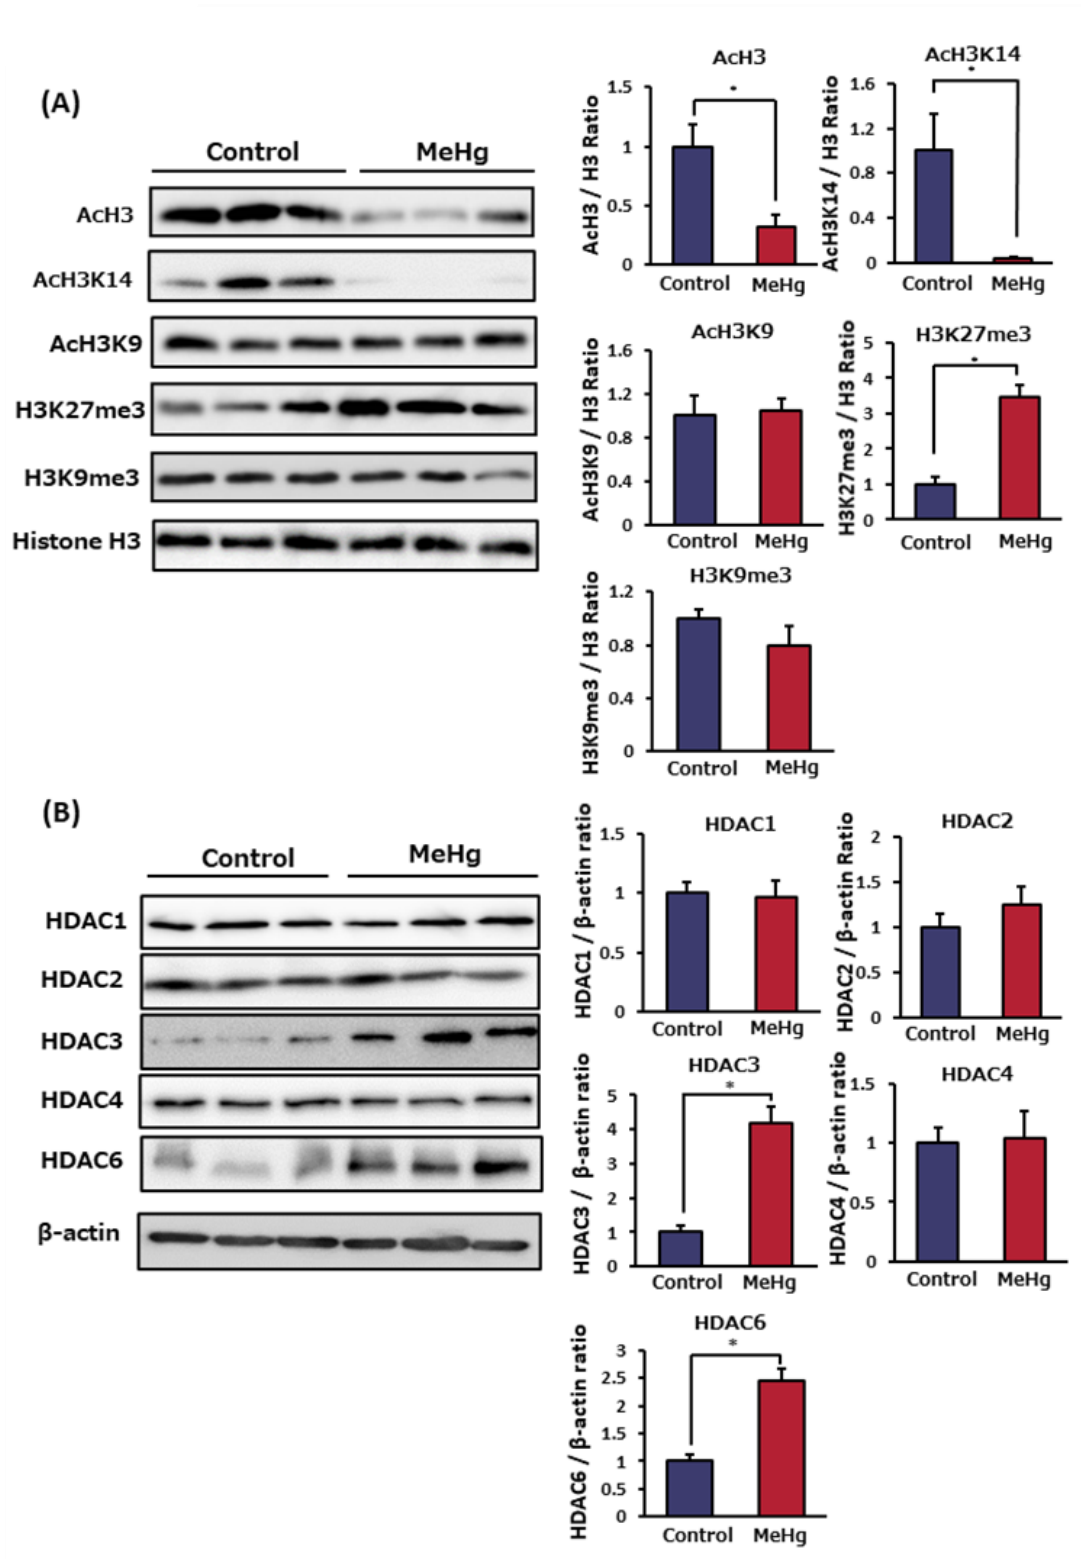 (A)
Control MeHg
AcH3
AcH3K14
AcH3K9
H3K27me3
H3K9me3
Histone H3
AcH3
AcH3 / H3 Ratio
1.5
1
0.5
0
*
Control MeHg
AcH3K14
AcH3K14 / H3 Ratio
1.6
1.2
0.8
0.4
0
*
Control MeHg
AcH3K9
AcH3K9 / H3 Ratio
1.6
1.2
0.8
0.4
0
Control MeHg
H3K27me3
H3K27me3 / H3 Ratio
5
4
3
2
1
0
*
Control MeHg
H3K9me3
H3K9me3 / H3 Ratio
1.2
0.8
0.4
0
Control MeHg
(B)
Control MeHg
HDAC1
HDAC2
HDAC3
HDAC4
HDAC6
β-actin
HDAC1
HDAC1 / β-actin ratio
1.5
1
0.5
0
Control MeHg
HDAC2
HDAC2 / β-actin Ratio
2
1.5
1
0.5
0
Control MeHg
HDAC3
HDAC3 / β-actin ratio
5
4
3
2
1
0
*
Control MeHg
HDAC4
HDAC4 / β-actin ratio
1.5
1
0.5
0
Control MeHg
HDAC6
HDAC6 / β-actin ratio
3
2.5
2
1.5
1
0.5
0
*
Control MeHg